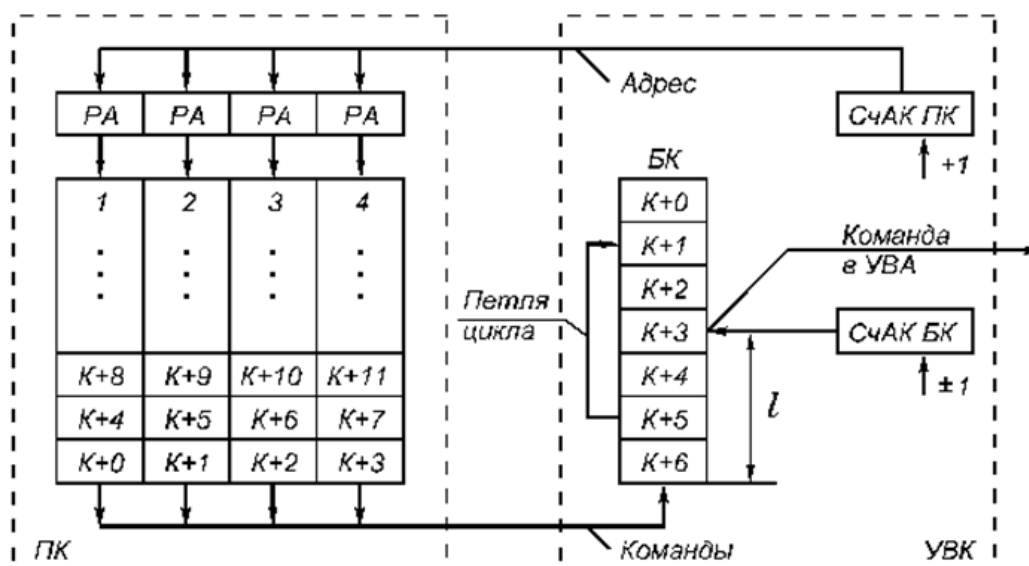 Адрес
РА РА РА РА
СчАК ПК
+1
БК
1 2 3 4
К+0
К+1
К+2
К+3
К+4
К+5
К+6
Команда
в УВА
Петля
цикла
СчАК БК
±1
l
К+8 К+9 К+10 К+11
К+4 К+5 К+6 К+7
К+0 К+1 К+2 К+3
ПК
Команды
УВК